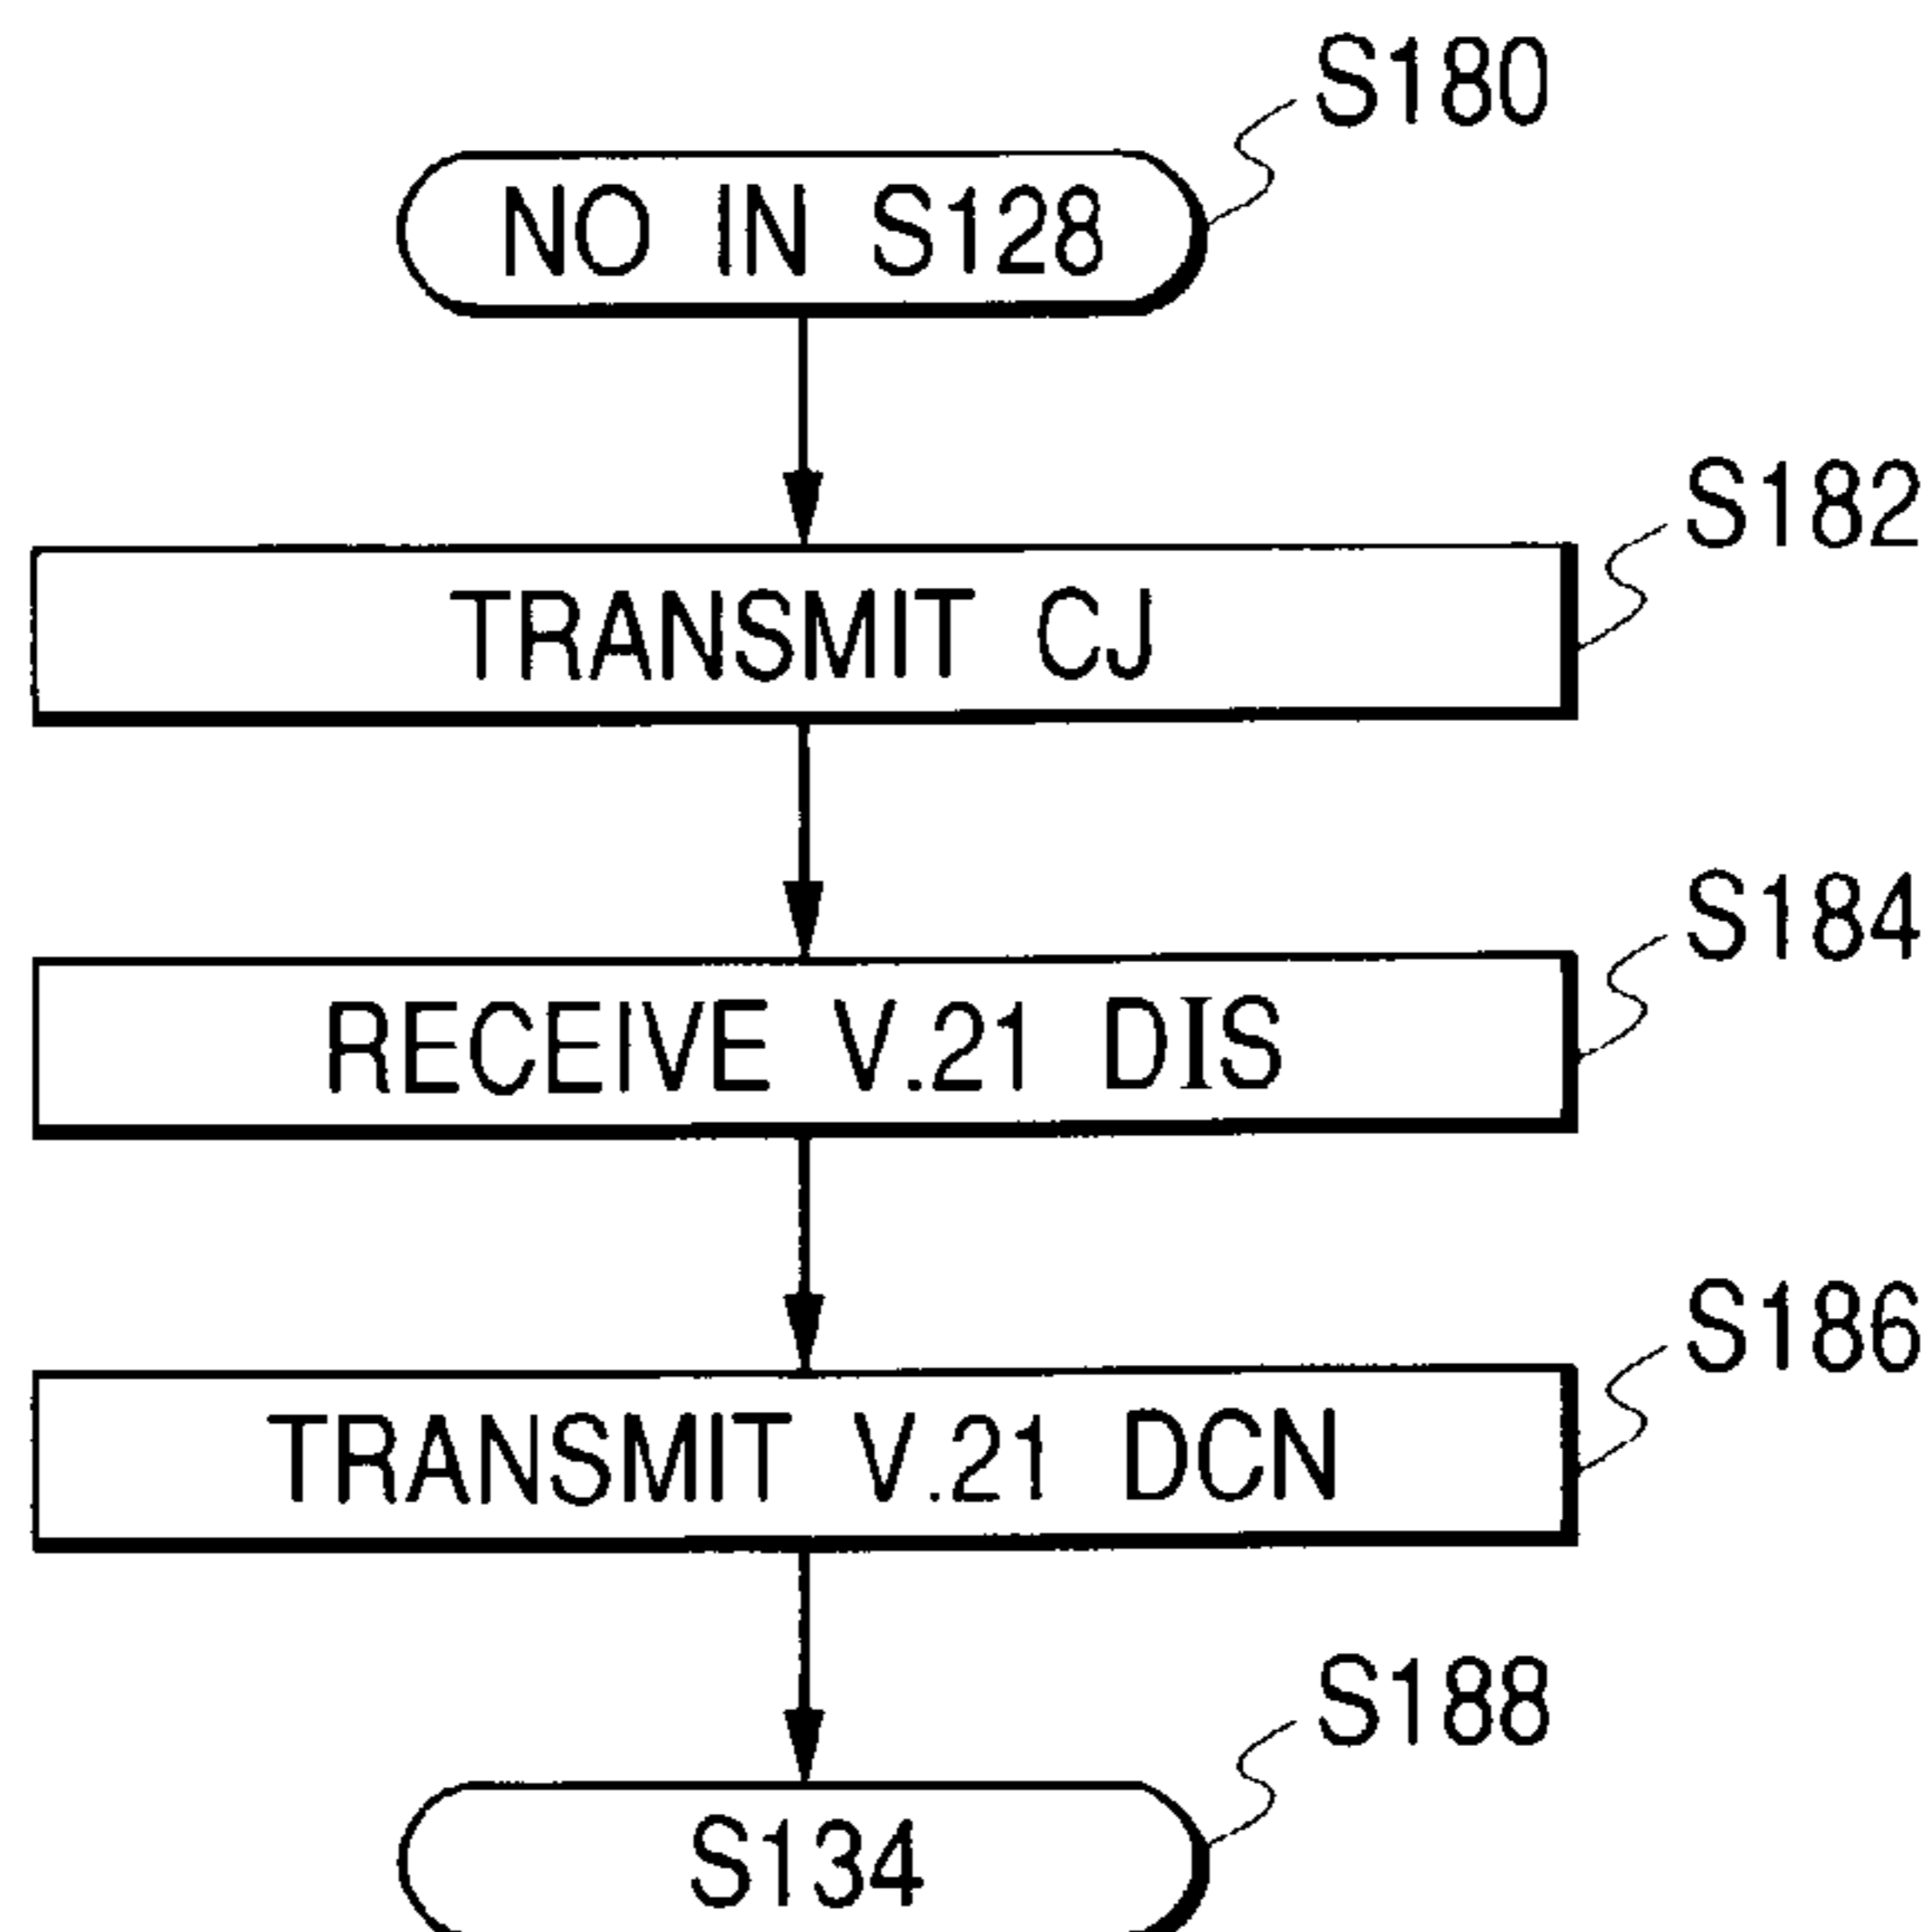 S180
NO IN S128
S182
TRANSMIT CJ
S184
RECEIVE V.21 DIS
S186
TRANSMIT V.21 DCN
S188
S134